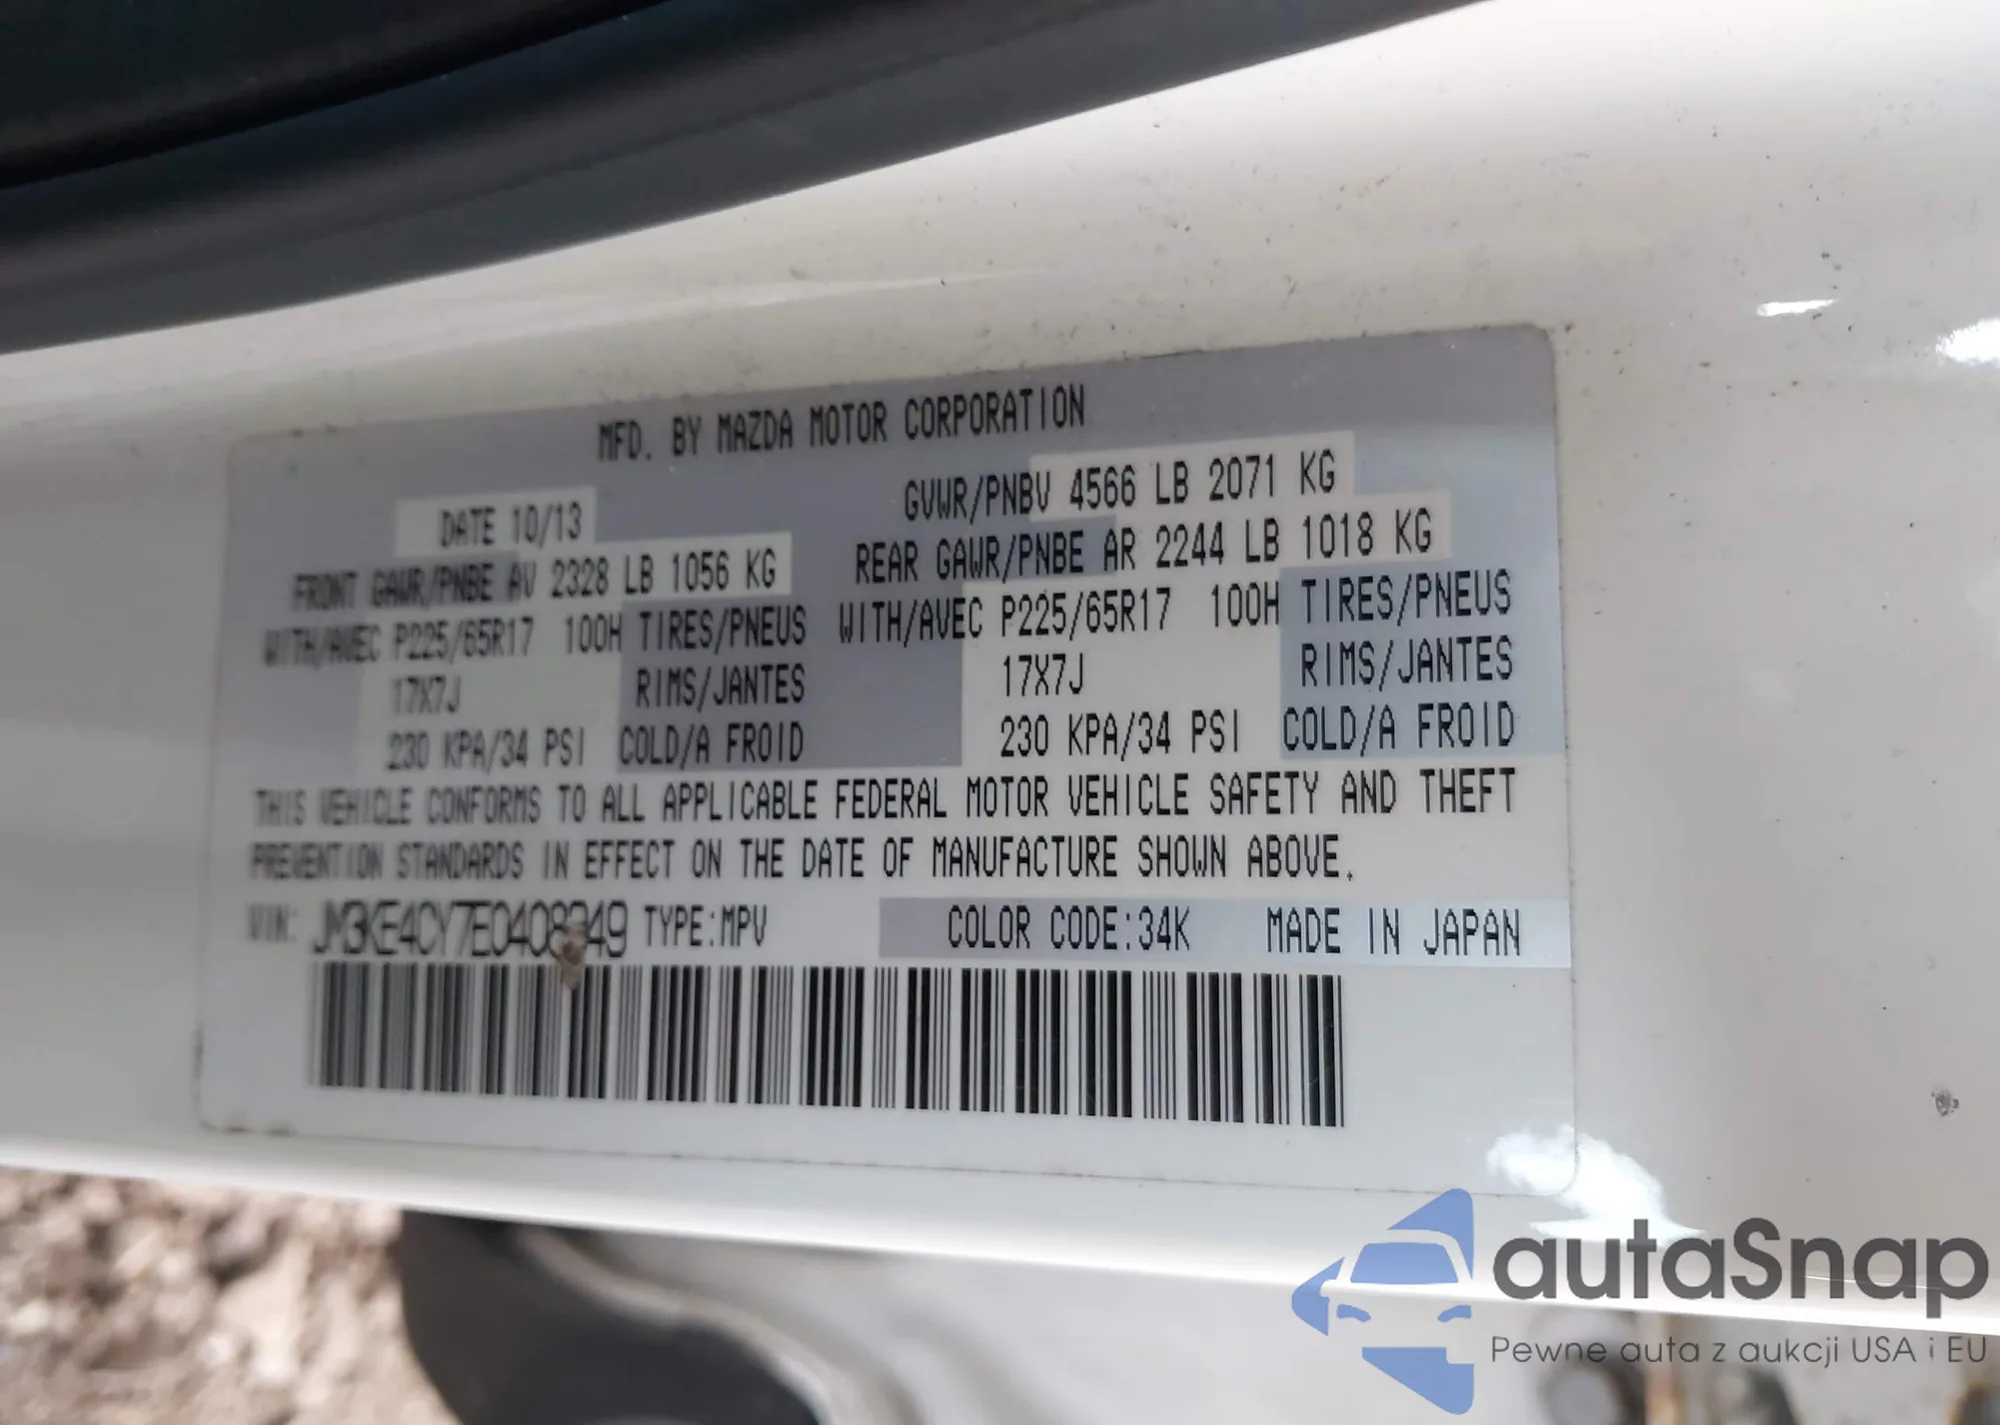 MFD. BY MAZDA MOTOR CORPORATION
DATE 10/13 GVWR/PNBV 4566 LB 2071 KG
FRONT GAWR/PNBE AV 2328 LB 1056 KG REAR GAWR/PNBE AR 2244 LB 1018 KG
WITH/AVEC P225/65R17 100H TIRES/PNEUS WITH/AVEC P225/65R17 100H TIRES/PNEUS
17X7J RIMS/JANTES 17X7J RIMS/JANTES
230 KPA/34 PSI COLD/A FROID 230 KPA/34 PSI COLD/A FROID
THIS VEHICLE CONFORMS TO ALL APPLICABLE FEDERAL MOTOR VEHICLE SAFETY AND THEFT
PREVENTION STANDARDS IN EFFECT ON THE DATE OF MANUFACTURE SHOWN ABOVE.
VIN: TYPE:MPV COLOR CODE:34K MADE IN JAPAN
autaSnap
Pewne auta z aukcji USA i EU